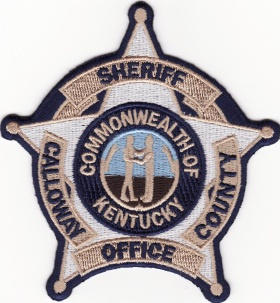 SHERIFF
COMMONWEALTH OF
KENTUCKY
CALLOWAY
COUNTY
OFFICE